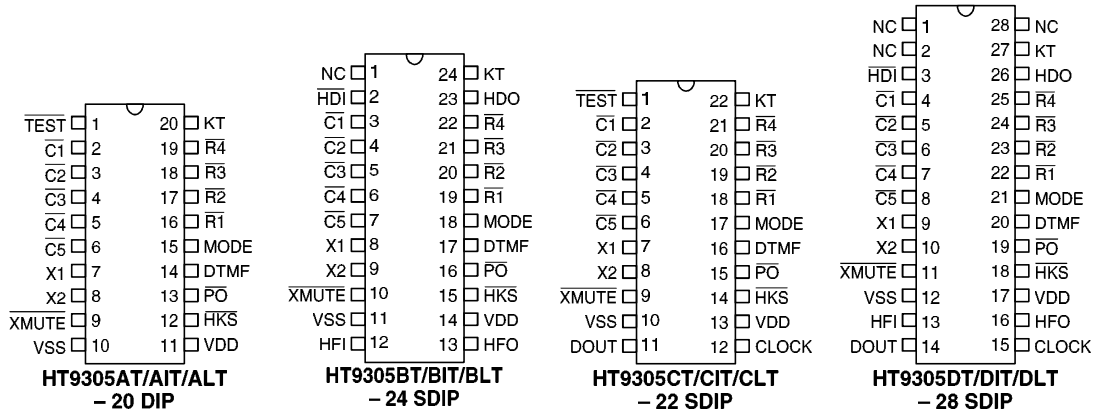 TEST 1 20 KT
C1 2 19 R4
C2 3 18 R3
C3 4 17 R2
C4 5 16 R1
C5 6 15 MODE
X1 7 14 DTMF
X2 8 13 PO
XMUTE 9 12 HKS
VSS 10 11 VDD
HT9305AT/AIT/ALT
– 20 DIP
NC 1 24 KT
HDI 2 23 HDO
C1 3 22 R4
C2 4 21 R3
C3 5 20 R2
C4 6 19 R1
C5 7 18 MODE
X1 8 17 DTMF
X2 9 16 PO
XMUTE 10 15 HKS
VSS 11 14 VDD
HFI 12 13 HFO
HT9305BT/BIT/BLT
– 24 SDIP
TEST 1 22 KT
C1 2 21 R4
C2 3 20 R3
C3 4 19 R2
C4 5 18 R1
C5 6 17 MODE
X1 7 16 DTMF
X2 8 15 PO
XMUTE 9 14 HKS
VSS 10 13 VDD
DOUT 11 12 CLOCK
HT9305CT/CIT/CLT
– 22 SDIP
NC 1 28 NC
NC 2 27 KT
HDI 3 26 HDO
C1 4 25 R4
C2 5 24 R3
C3 6 23 R2
C4 7 22 R1
C5 8 21 MODE
X1 9 20 DTMF
X2 10 19 PO
XMUTE 11 18 HKS
VSS 12 17 VDD
HFI 13 16 HFO
DOUT 14 15 CLOCK
HT9305DT/DIT/DLT
– 28 SDIP